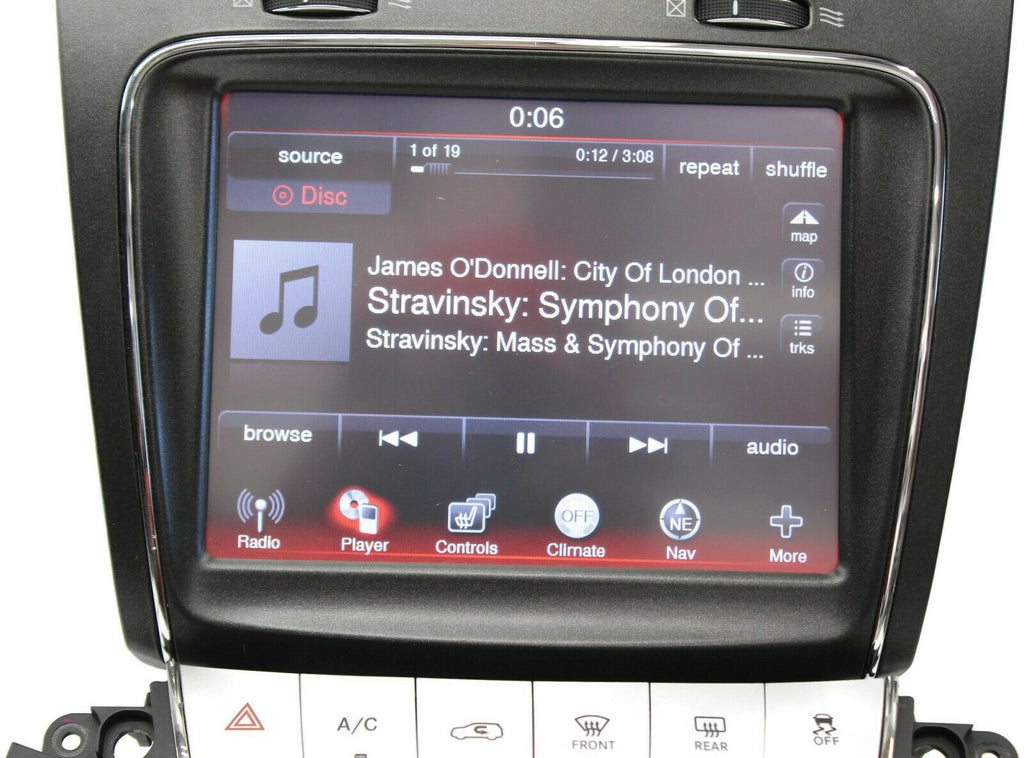 0:06
source
1 of 19
0:12 / 3:08
repeat
shuffle
Disc
map
James O'Donnell: City Of London ...
info
Stravinsky: Symphony Of...
Stravinsky: Mass & Symphony Of ...
trks
browse
audio
OFF
NE
Radio
Player
Controls
Climate
Nav
More
A/C
FRONT
REAR
OFF